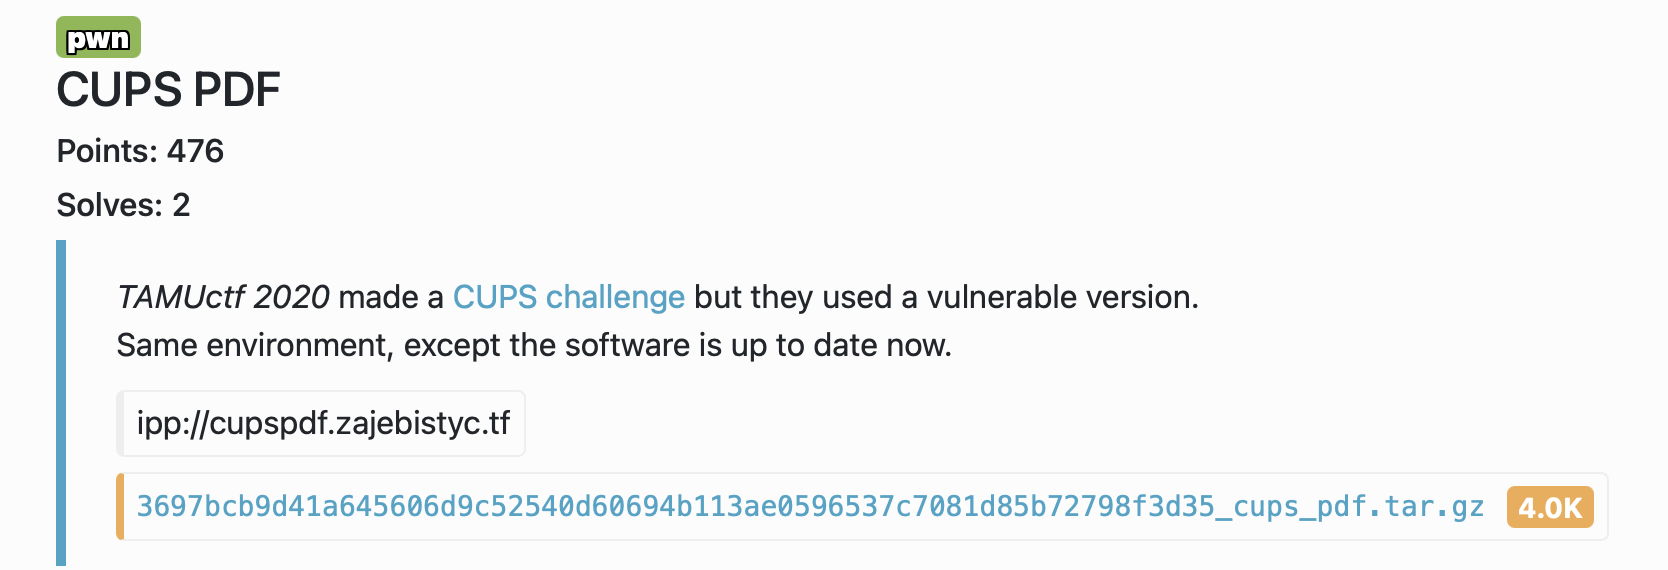 pwn
CUPS PDF
Points: 476
Solves: 2
TAMUctf 2020 made a CUPS challenge but they used a vulnerable version.
Same environment, except the software is up to date now.
ipp://cupspdf.zajebistyc.tf
3697bcb9d41a645606d9c52540d60694b113ae0596537c7081d85b72798f3d35_cups_pdf.tar.gz 4.0K